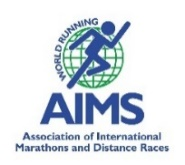 WORLD RUNNING
AIMS
Association of International
Marathons and Distance Races